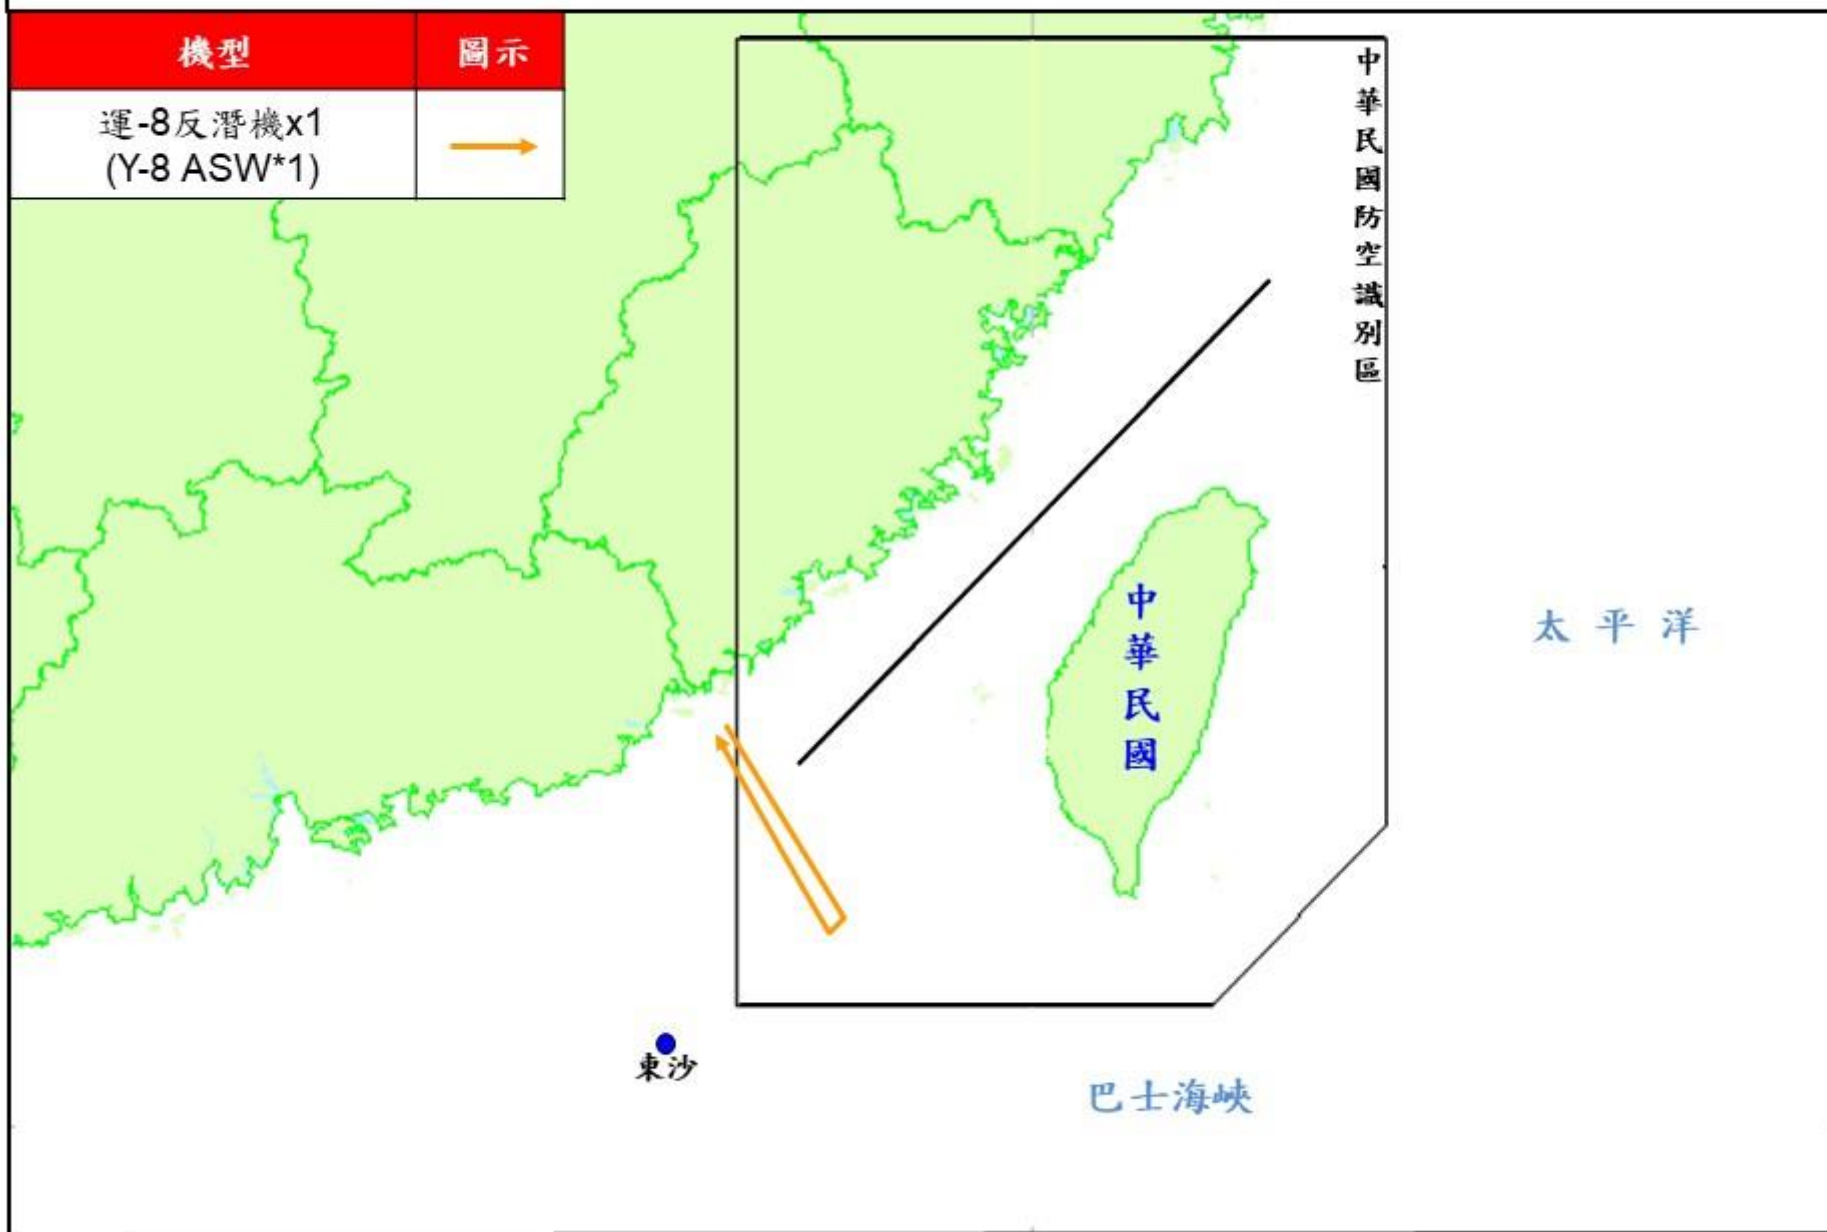 機型
圖示
運-8反潛機x1
(Y-8 ASW*1)
中華民國防空識別區
中華民國
太平洋
東沙
巴士海峽